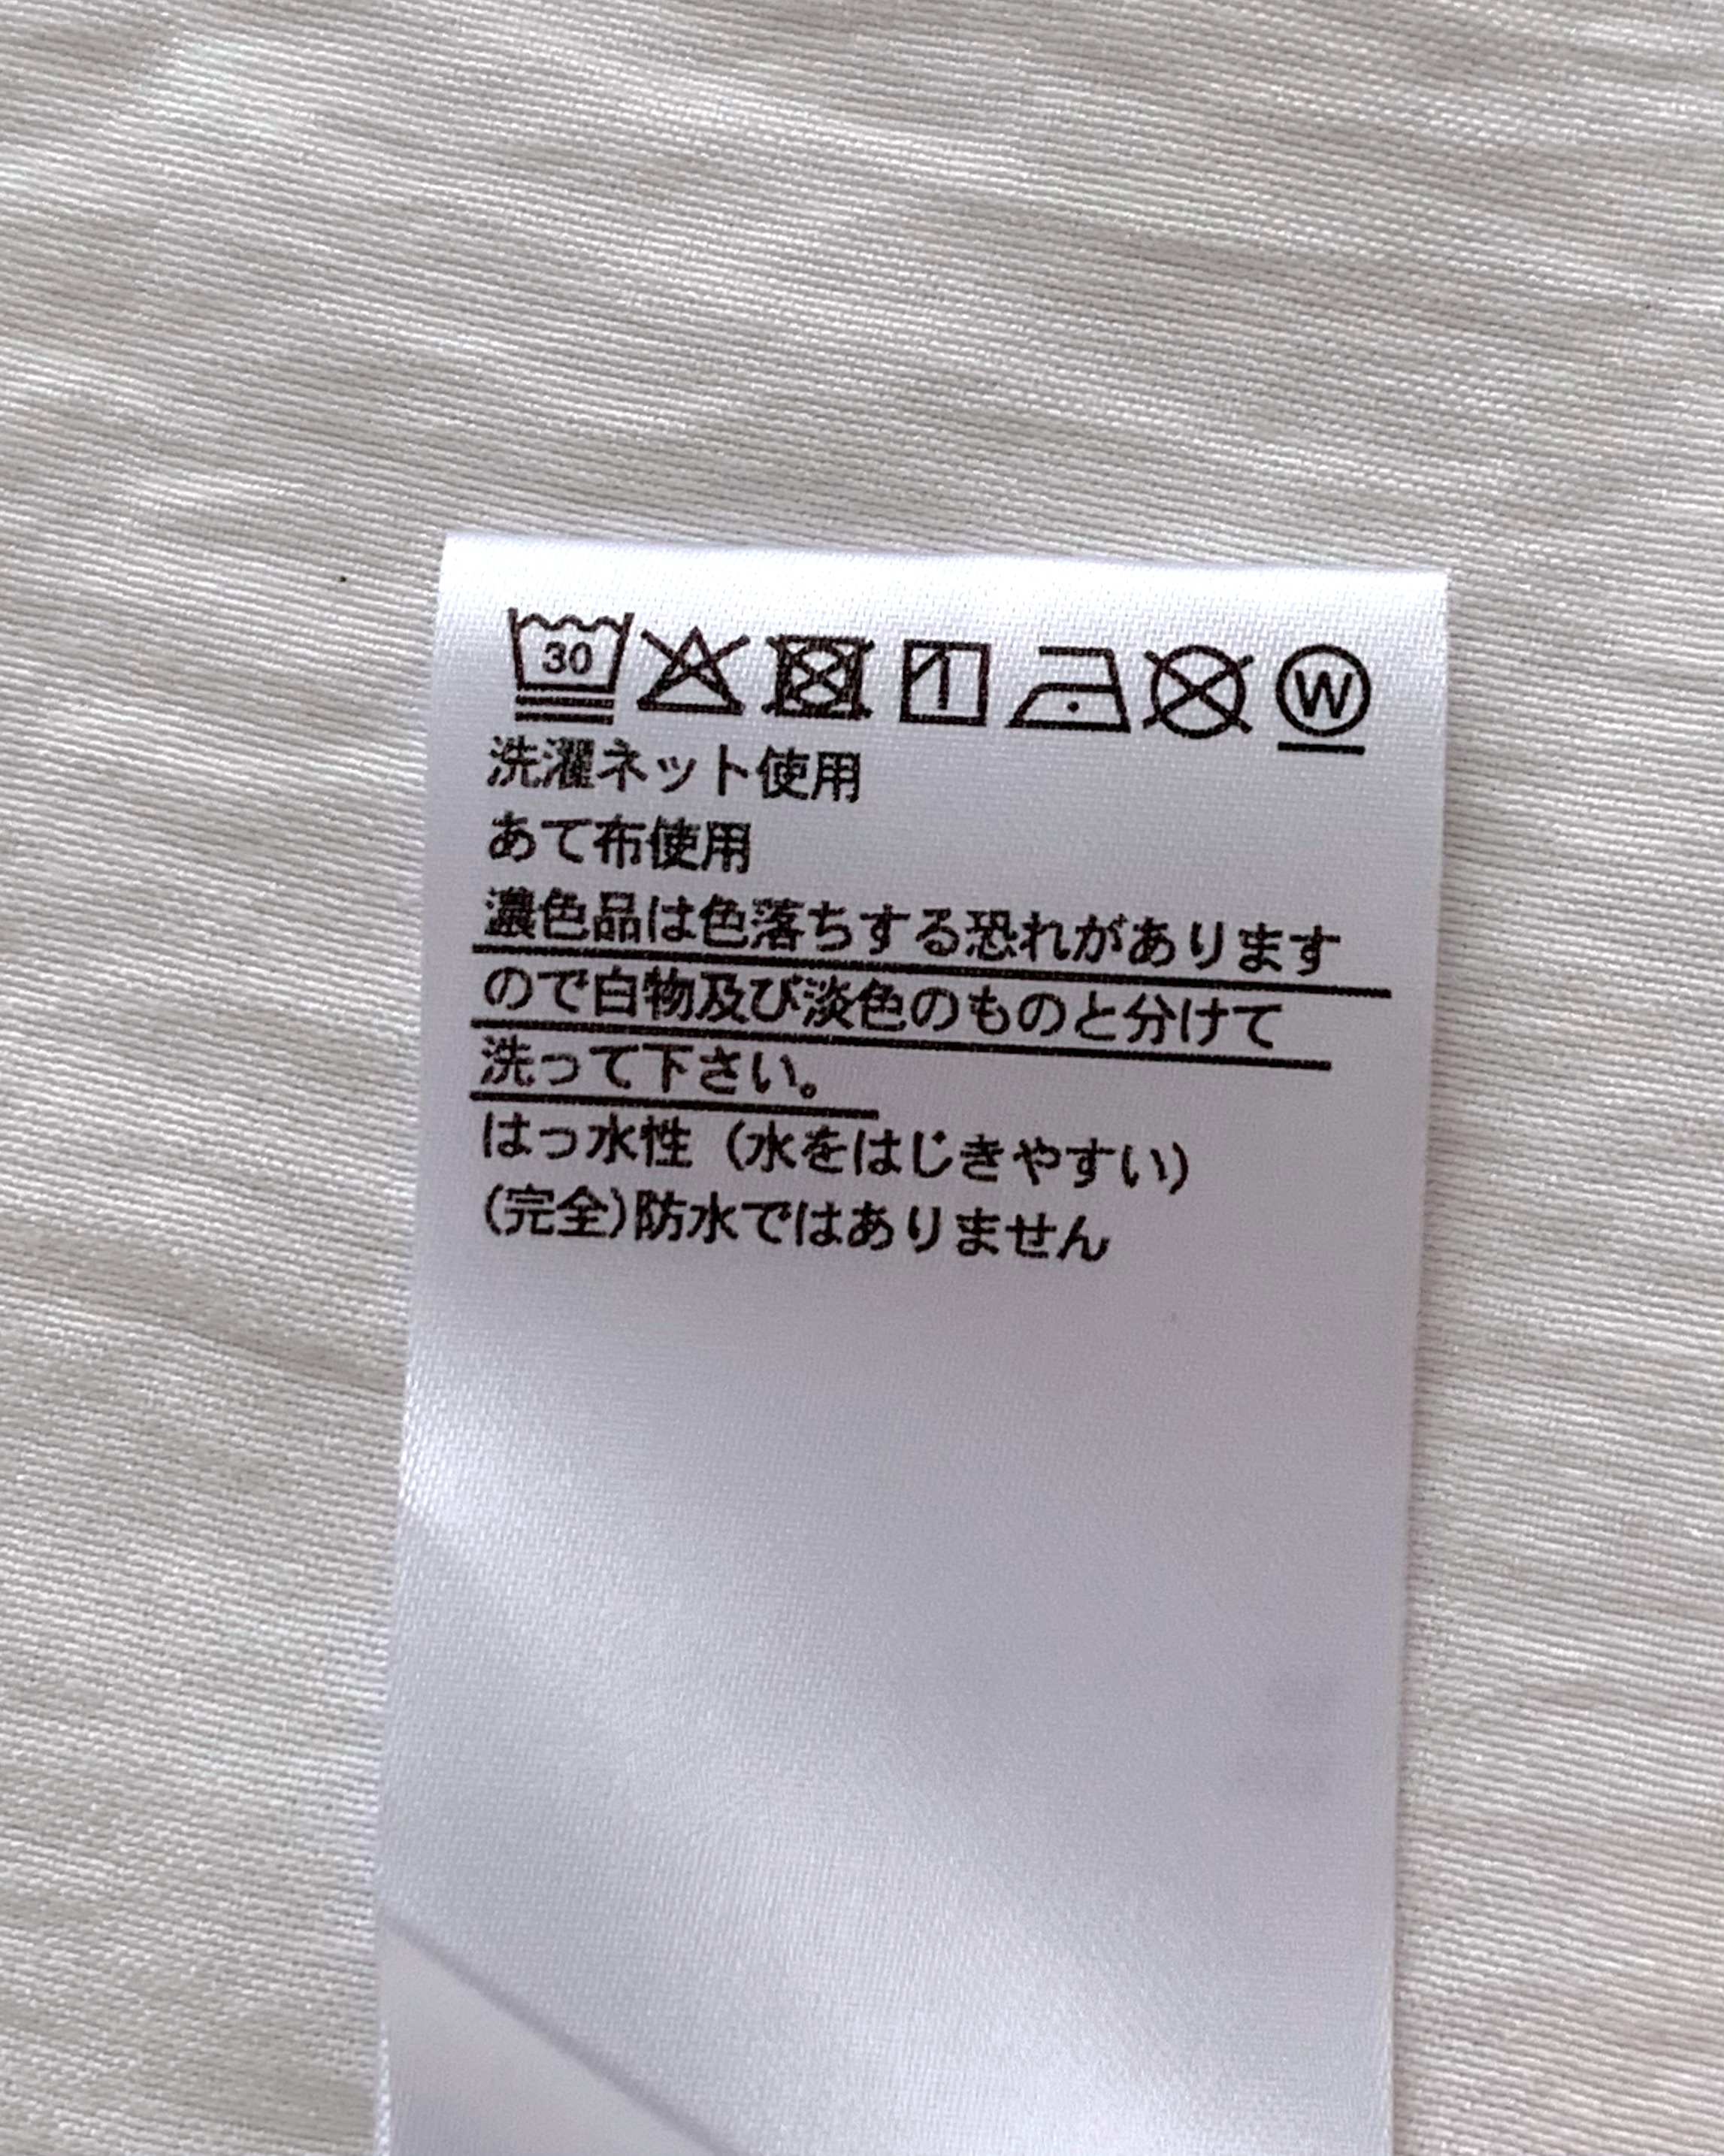 30 W
洗濯ネット使用
あて布使用
濃色品は色落ちする恐れがあります
ので白物及び淡色のものと分けて
洗って下さい。
はっ水性（水をはじきやすい）
(完全)防水ではありません